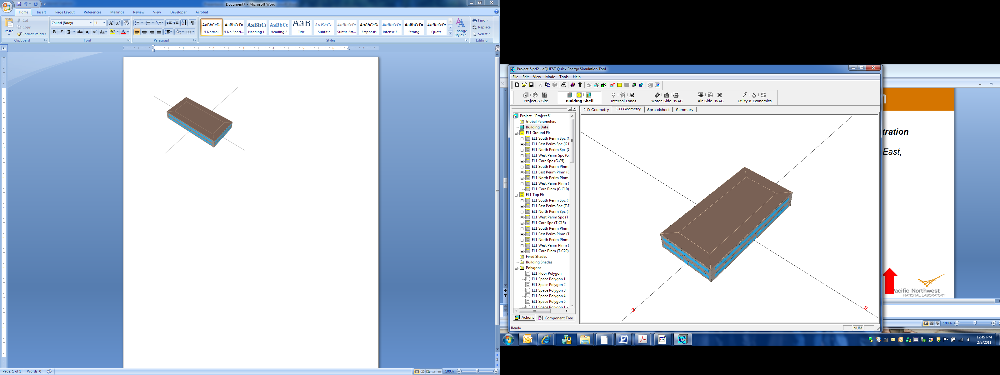 Document7 - Microsoft Word
Home Insert Page Layout References Mailings Review View Developer Acrobat
Paste
Cut
Copy
Format Painter
Clipboard
Calibri (Body) 11
Font
Paragraph
AaBbCcDc AaBbCcDc AaBbCc AaBbCc AaB AaBbCc. AaBbCcDc AaBbCcDc AaBbCcDc AaBbCcDc AaBbCcDc
¶ Normal ¶ No Spaci... Heading 1 Heading 2 Title Subtitle Subtle Em... Emphasis Intense E... Strong Quote
Change
Styles
Styles
Find
Replace
Select
Editing
Page: 1 of 1 Words: 0
100%
Project 6.pd2 - eQUEST Quick Energy Simulation Tool
File Edit View Mode Tools Help
Project & Site Building Shell Internal Loads Water-Side HVAC Air-Side HVAC Utility & Economics
2-D Geometry 3-D Geometry Spreadsheet Summary
Project: 'Project 6'
Global Parameters
Building Data
EL1 Ground Flr
EL1 South Perim Spc (G
EL1 East Perim Spc (G.E
EL1 North Perim Spc (G
EL1 West Perim Spc (G.
EL1 Core Spc (G.C5)
EL1 South Perim Plnm
EL1 East Perim Plnm (G
EL1 North Perim Plnm
EL1 West Perim Plnm (
EL1 Core Plnm (G.C10)
EL1 Top Flr
EL1 South Perim Spc (T
EL1 East Perim Spc (T.E
EL1 North Perim Spc (T
EL1 West Perim Spc (T.
EL1 Core Spc (T.C15)
EL1 South Perim Plnm
EL1 East Perim Plnm (T
EL1 North Perim Plnm
EL1 West Perim Plnm (
EL1 Core Plnm (T.C20)
Fixed Shades
Building Shades
Polygons
EL1 Floor Polygon
EL1 Space Polygon 1
EL1 Space Polygon 2
EL1 Space Polygon 3
EL1 Space Polygon 4
EL1 Space Polygon 5
EL1 Space Polygon 1 -
Actions Component Tree
S
E
Ready
NUM
n
tration
East,
Pacific Northwest
NATIONAL LABORATORY
100%
12:49 PM
2/9/2011